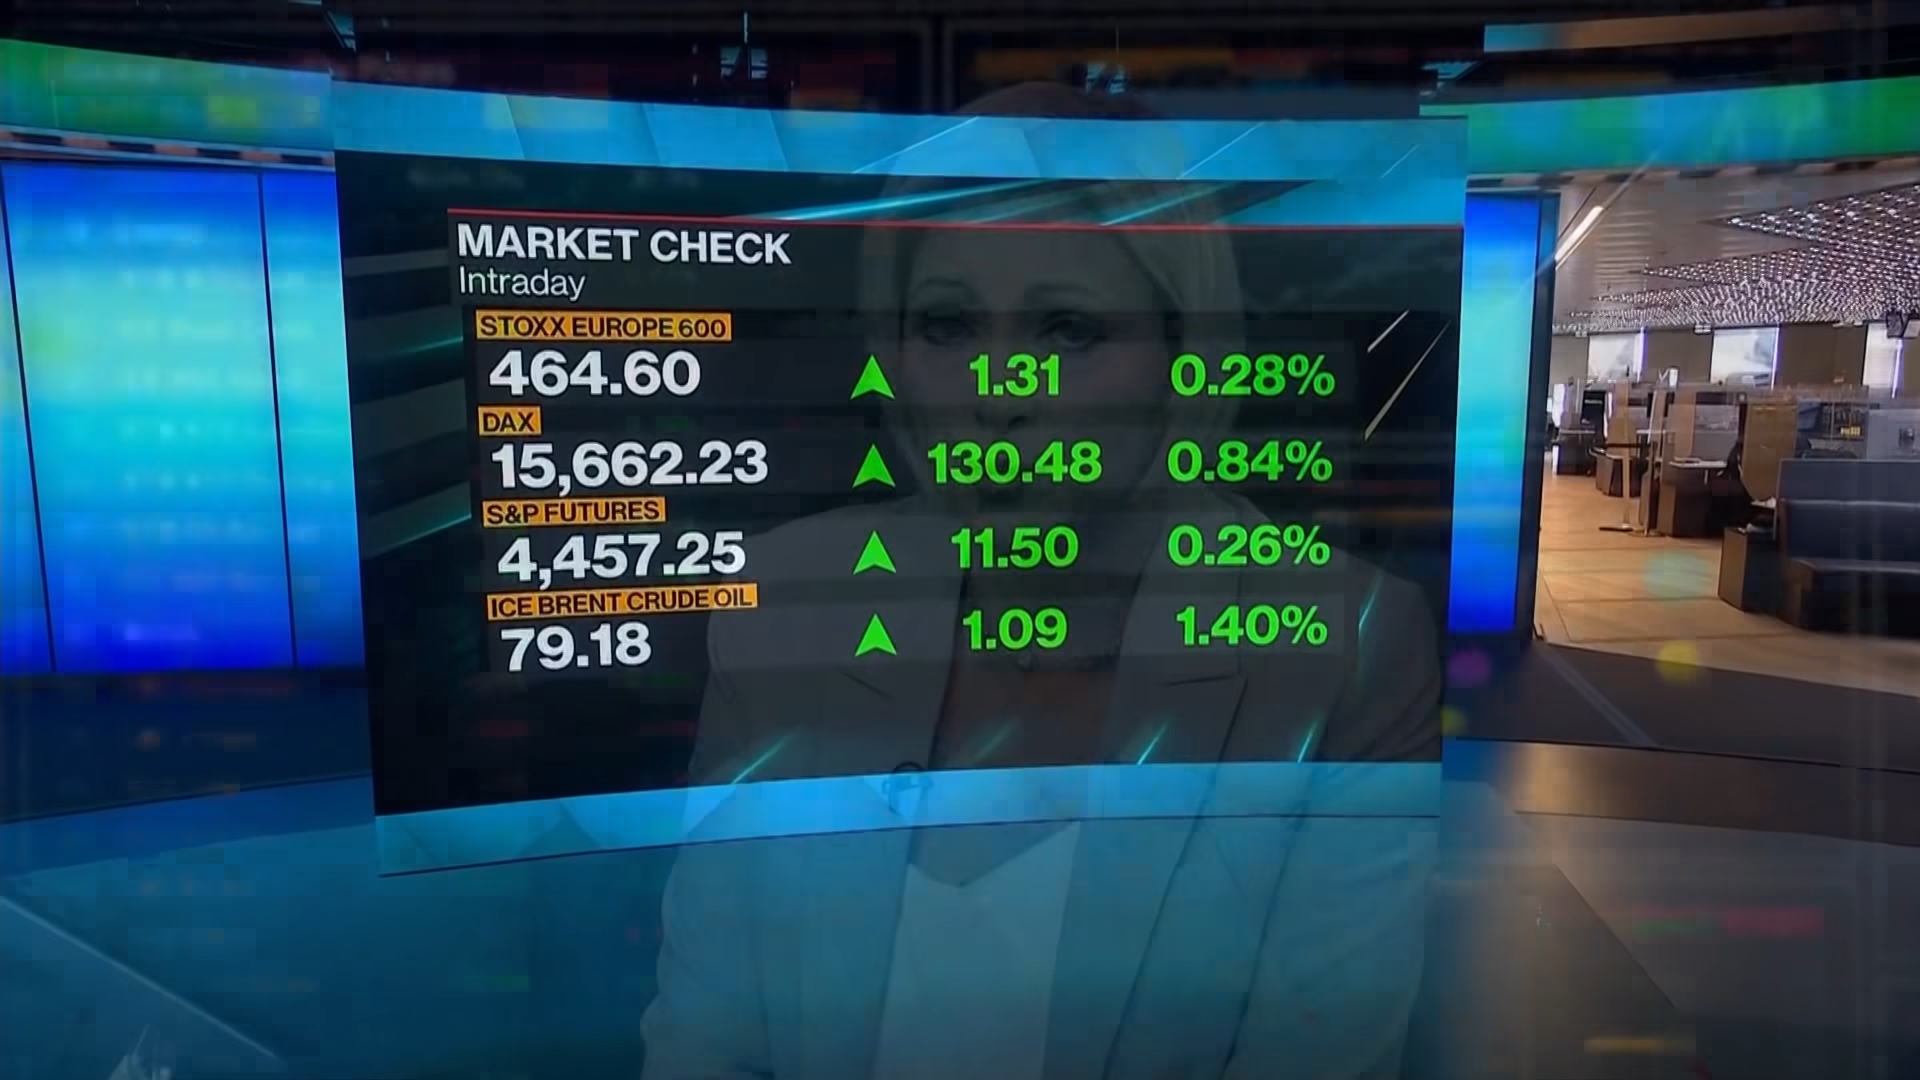 MARKET CHECK
Intraday
STOXX EUROPE 600
464.60 1.31 0.28%
DAX
15,662.23 130.48 0.84%
S&P FUTURES
4,457.25 11.50 0.26%
ICE BRENT CRUDE OIL
79.18 1.09 1.40%